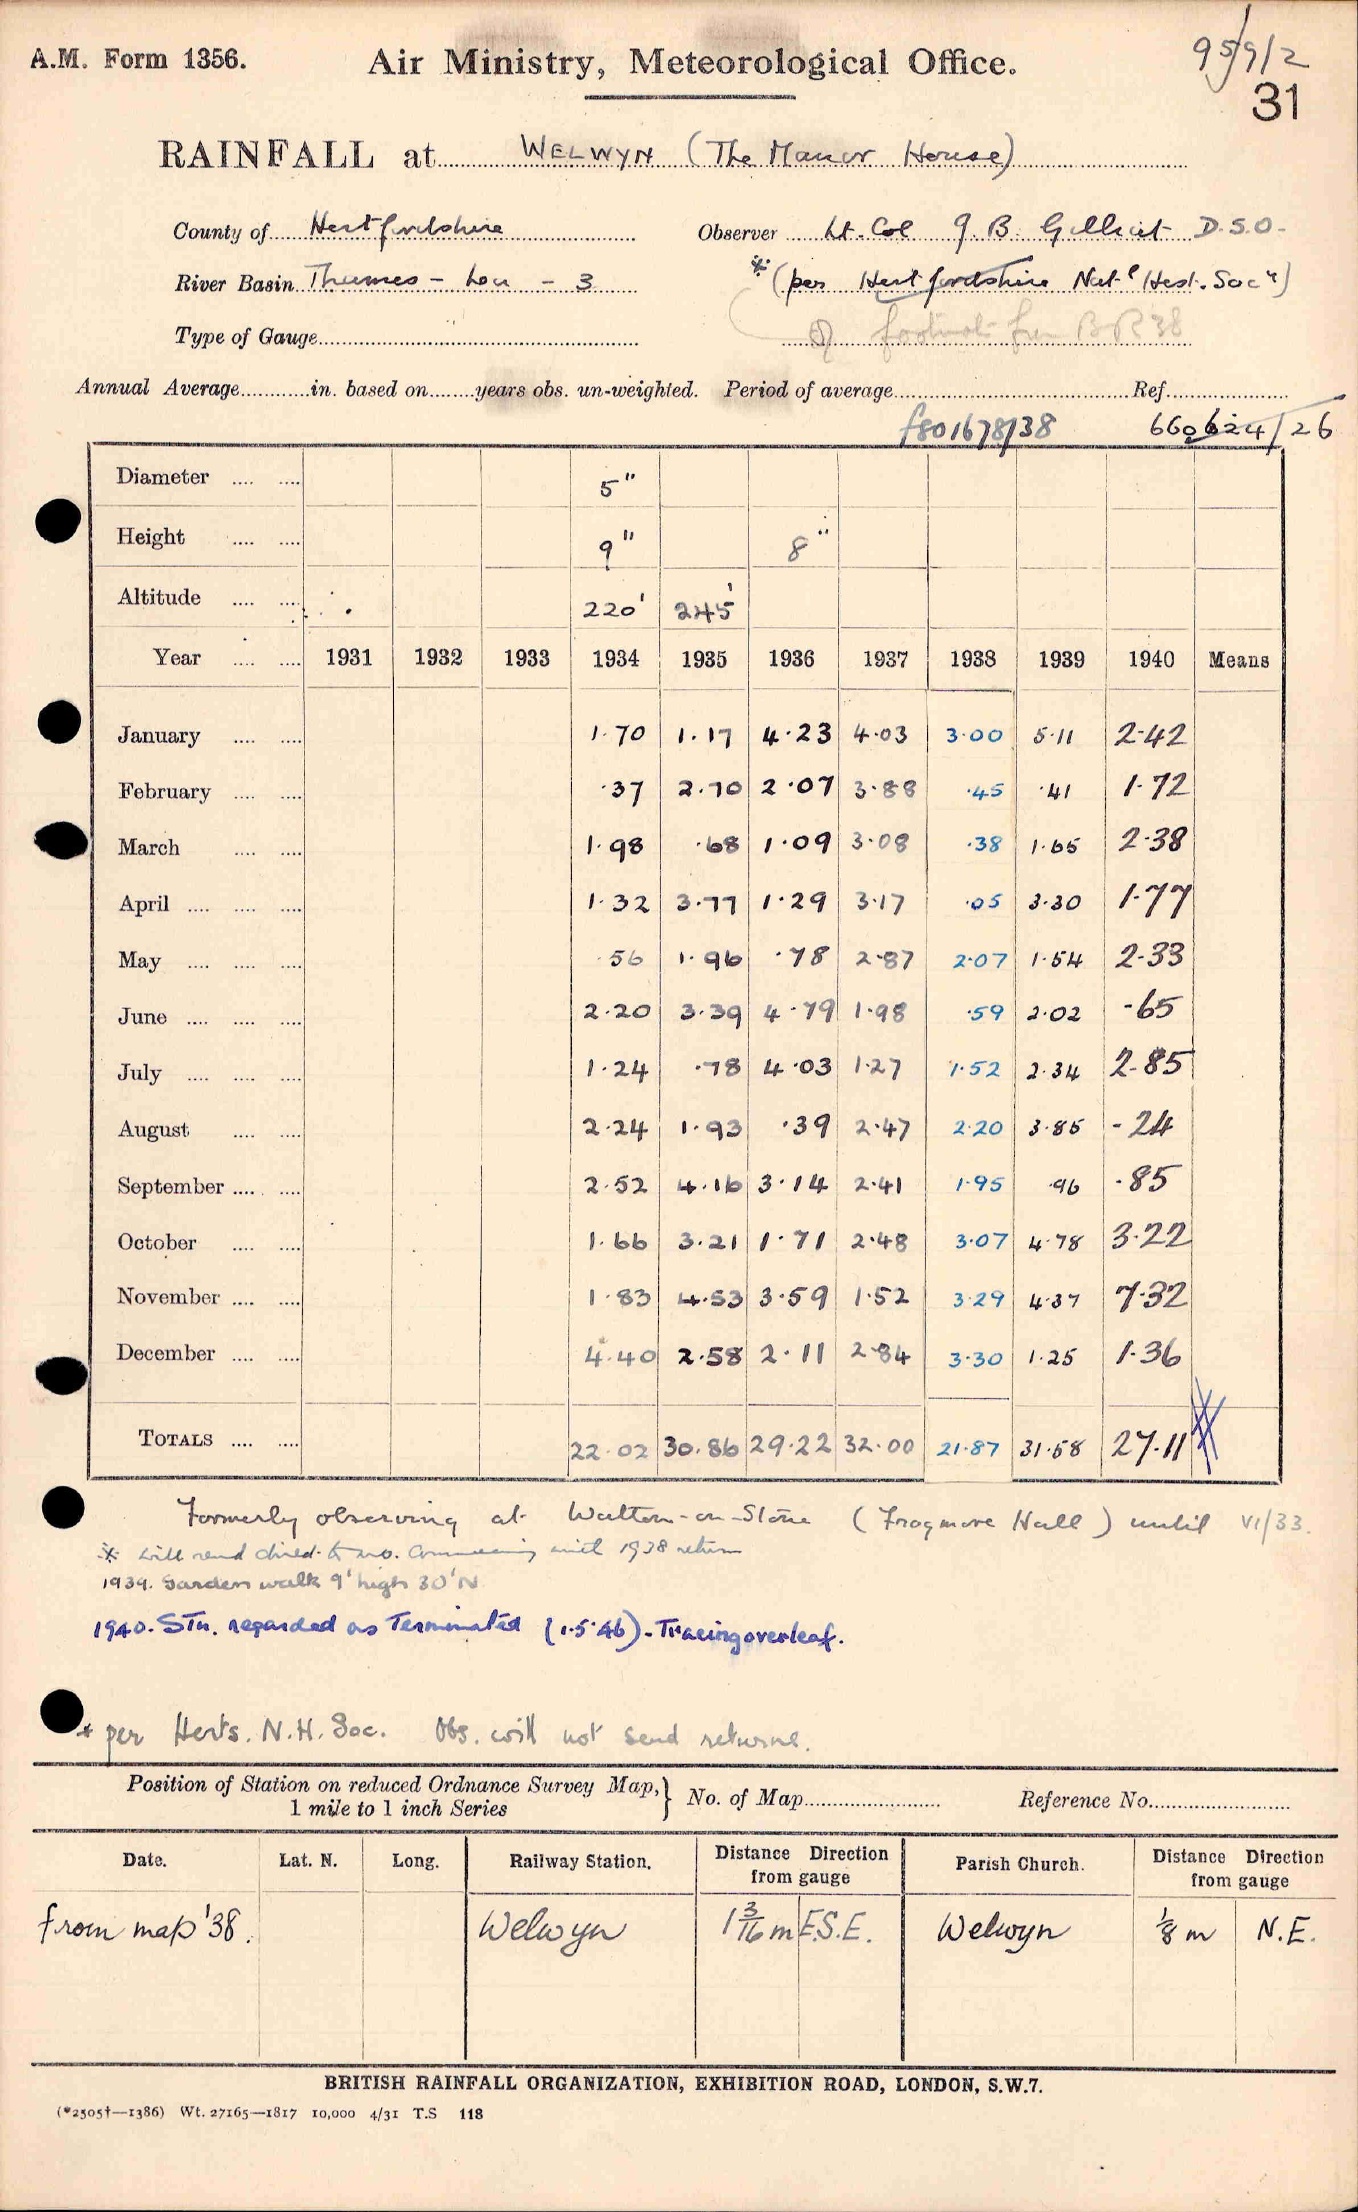 A.M. Form 1356. Air Ministry, Meteorological Office. 95/9/2
31
RAINFALL at WELWYN (The Manor House)
County of Hertfordshire Observer Lt. Col G. B. Gilliat D.S.O.
River Basin Thames - Lea - 3 * (per Hertfordshire Nat^l Hist. Soc^y)
Type of Gauge footnote BR 38
Annual Average in. based on years obs. un-weighted. Period of average Ref.
f801678/38 660624/26
Diameter 5"
Height 9" 8"
Altitude 220' 245'
Year 1931 1932 1933 1934 1935 1936 1937 1938 1939 1940 Means
January 1.70 1.17 4.23 4.03 3.00 5.11 2.42
February .37 2.70 2.07 3.88 .45 .41 1.72
March 1.98 .68 1.09 3.08 .38 1.65 2.38
April 1.32 3.77 1.29 3.17 .05 3.30 1.77
May .56 1.96 .78 2.87 2.07 1.54 2.33
June 2.20 3.39 4.79 1.98 .59 2.02 .65
July 1.24 .78 4.03 1.27 1.52 2.34 2.85
August 2.24 1.93 .39 2.47 2.20 3.85 .24
September 2.52 4.16 3.14 2.41 1.95 .96 .85
October 1.66 3.21 1.71 2.48 3.07 4.78 3.22
November 1.83 4.53 3.59 1.52 3.29 4.37 7.32
December 4.40 2.58 2.11 2.84 3.30 1.25 1.36
TOTALS 22.02 30.86 29.22 32.00 21.87 31.58 27.11
Formerly observing at Watton-on-Stone (Frogmore Hall) until VI/33.
* will send direct to M.O. Commencing with 1938 return
1939. Garden walk 9' high 30' N
1940. Stn. regarded as Terminated (1.5.46). Tracing overleaf.
* per Herts. N.H. Soc. Obs. will not send returns.
Position of Station on reduced Ordnance Survey Map, 1 mile to 1 inch Series } No. of Map Reference No.
Date. Lat. N. Long. Railway Station. Distance Direction from gauge Parish Church. Distance Direction from gauge
from map '38. Welwyn 1 3/16 m E.S.E. Welwyn 1/8 m N.E.
BRITISH RAINFALL ORGANIZATION, EXHIBITION ROAD, LONDON, S.W.7.
(*2505†—1386) Wt. 27165—1817 10,000 4/31 T.S 118